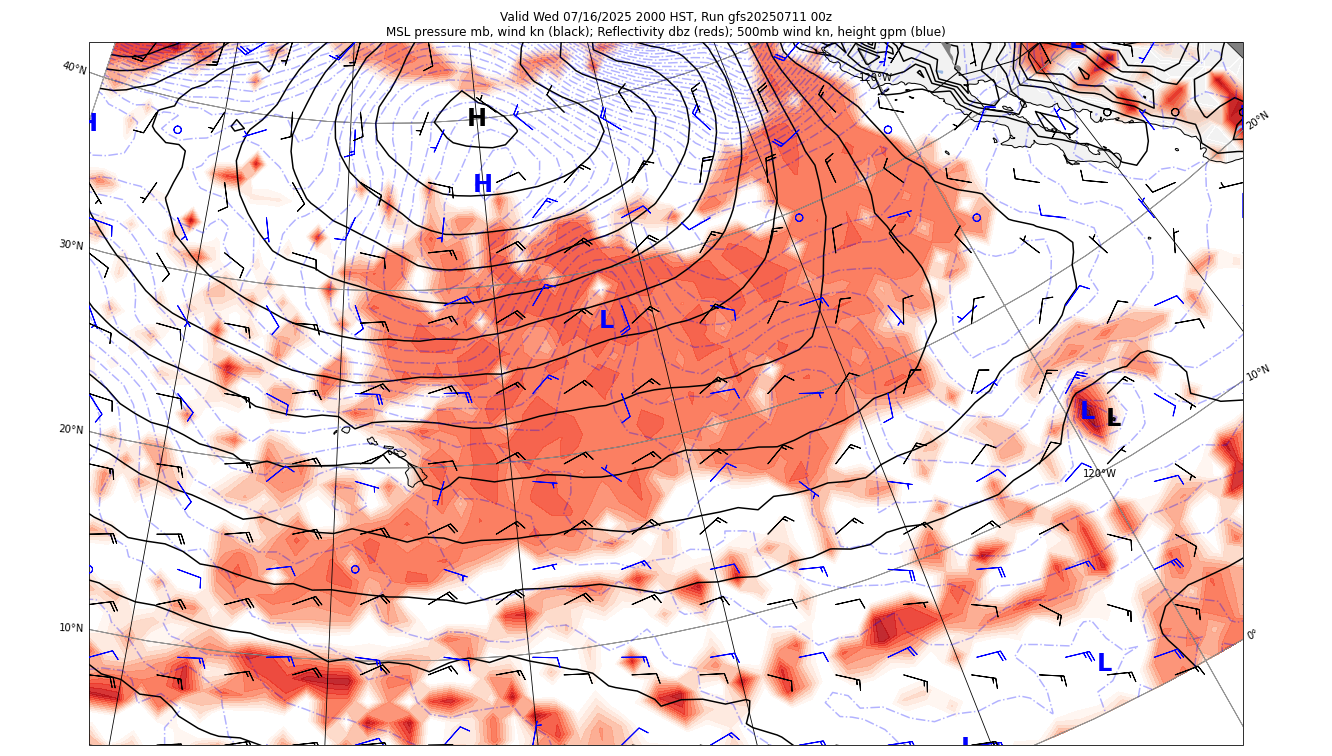 Valid Wed 07/16/2025 2000 HST, Run gfs20250711 00z
MSL pressure mb, wind kn (black); Reflectivity dbz (reds); 500mb wind kn, height gpm (blue)
40°N
120°W
20°N
H
H
H
30°N
L
10°N
L
L
20°N
120°W
10°N
0°
L
L